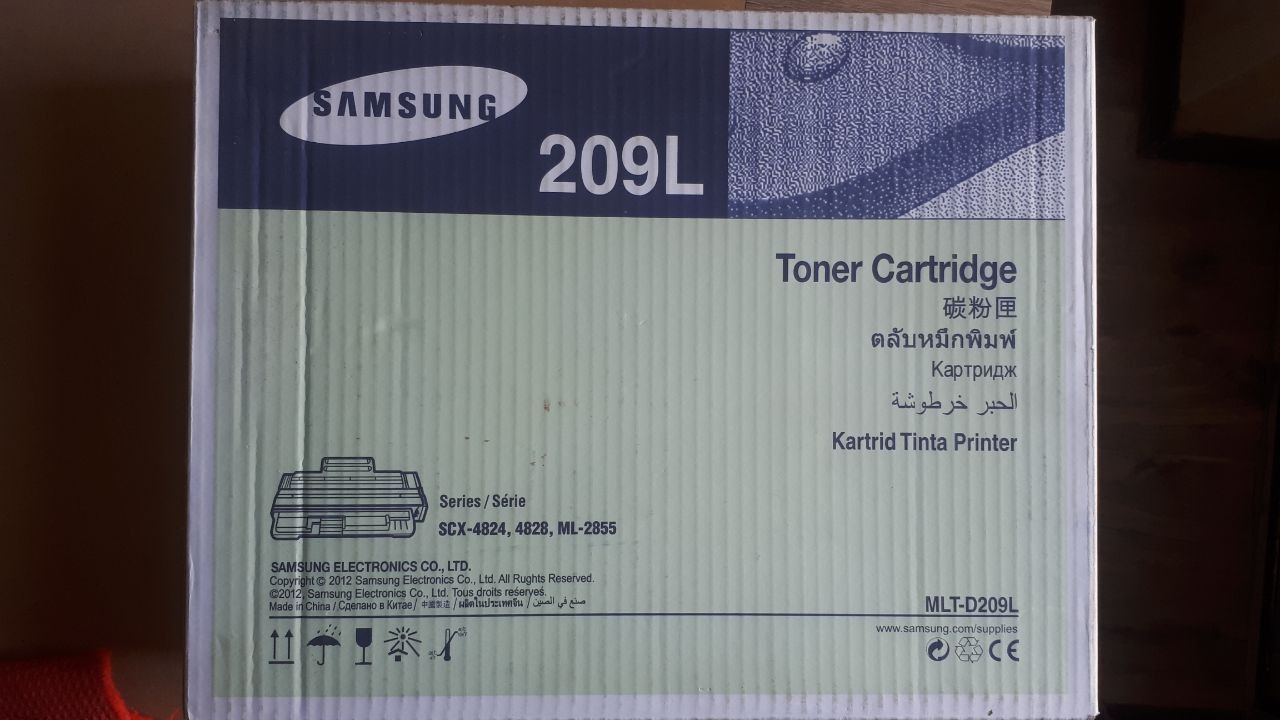 SAMSUNG
209L
Toner Cartridge
碳粉匣
ตลับหมึกพิมพ์
Картридж
الحبر خرطوشة
Kartrid Tinta Printer
Series / Série
SCX-4824, 4828, ML-2855
SAMSUNG ELECTRONICS CO., LTD.
Copyright © 2012 Samsung Electronics Co., Ltd. All Rughts Reserved.
©2012, Samsung Electronics Co., Ltd. Tous droits reseryeś.
Made in China / Сделано в Китае / 中國製造 / ผลิตในประเทศจีน / صنع في الصين
MLT-D209L
www.samsung.com/supplies
CE